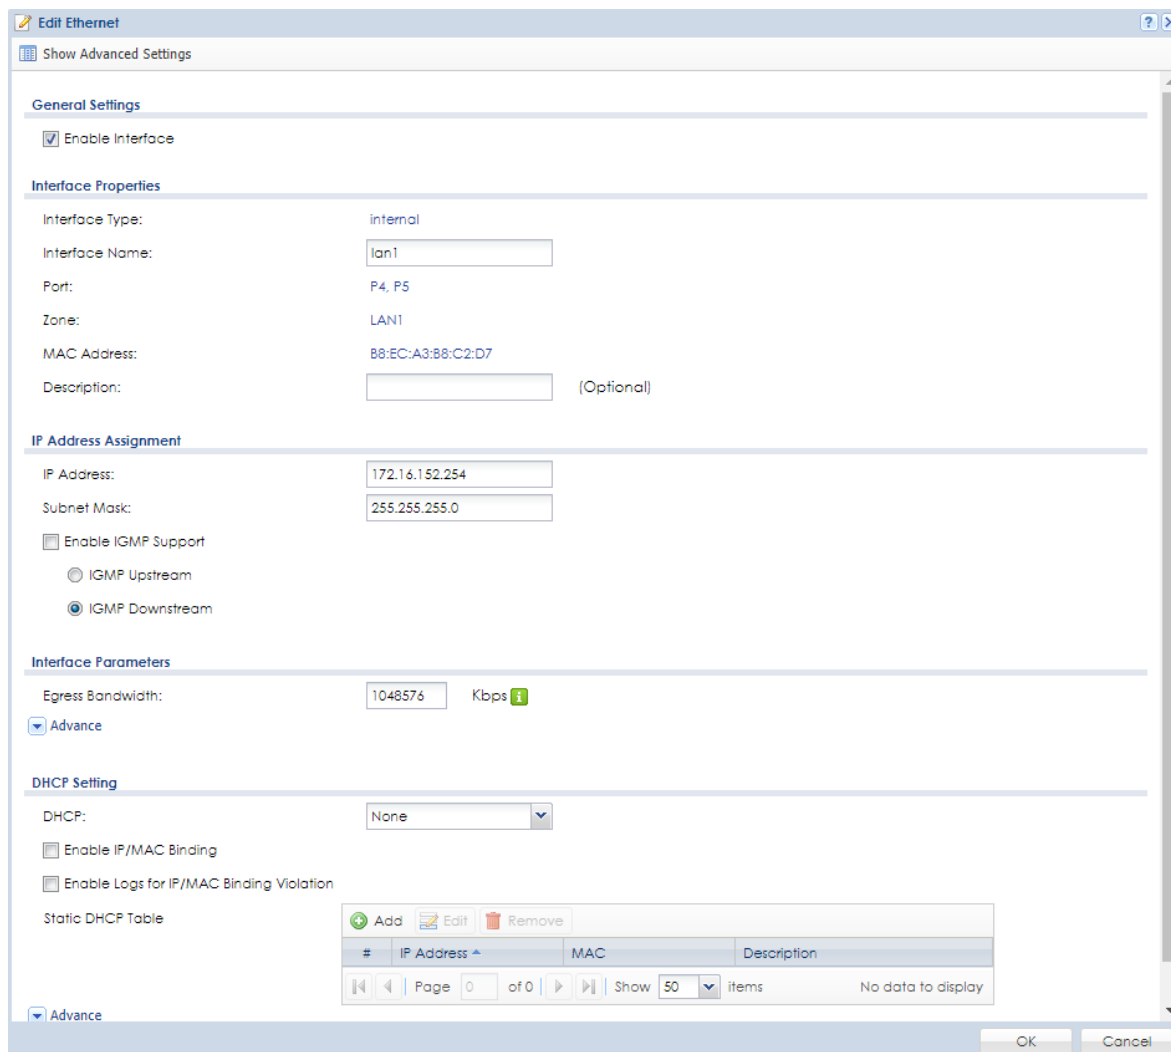 Edit Ethernet
Show Advanced Settings
General Settings
Enable Interface
Interface Properties
Interface Type: internal
Interface Name: lan1
Port: P4, P5
Zone: LAN1
MAC Address: B8:EC:A3:B8:C2:D7
Description: (Optional)
IP Address Assignment
IP Address: 172.16.152.254
Subnet Mask: 255.255.255.0
Enable IGMP Support
IGMP Upstream
IGMP Downstream
Interface Parameters
Egress Bandwidth: 1048576 Kbps
Advance
DHCP Setting
DHCP: None
Enable IP/MAC Binding
Enable Logs for IP/MAC Binding Violation
Static DHCP Table
Add Edit Remove
# IP Address MAC Description
Page 0 of 0 Show 50 items No data to display
Advance
OK Cancel